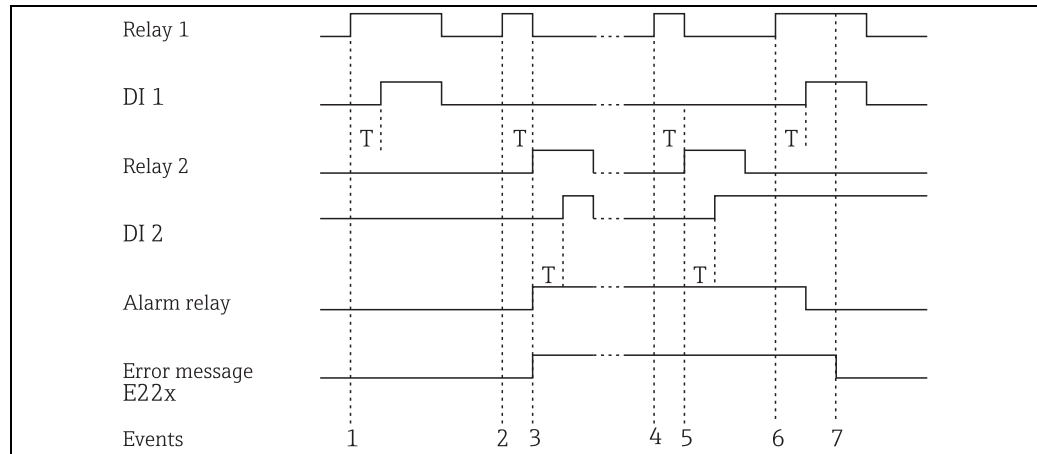 Relay 1
DI 1
T T T T
Relay 2
DI 2
T T
Alarm relay
Error message
E22x
Events 1 2 3 4 5 6 7